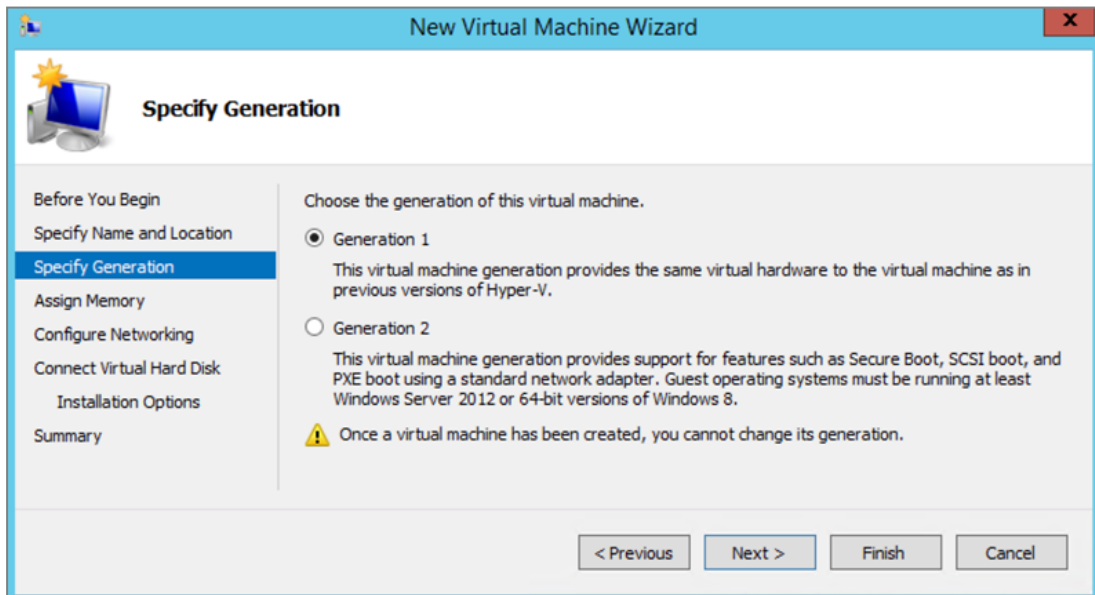 New Virtual Machine Wizard
X
Specify Generation
Before You Begin
Specify Name and Location
Specify Generation
Assign Memory
Configure Networking
Connect Virtual Hard Disk
Installation Options
Summary
Choose the generation of this virtual machine.
Generation 1
This virtual machine generation provides the same virtual hardware to the virtual machine as in
previous versions of Hyper-V.
Generation 2
This virtual machine generation provides support for features such as Secure Boot, SCSI boot, and
PXE boot using a standard network adapter. Guest operating systems must be running at least
Windows Server 2012 or 64-bit versions of Windows 8.
Once a virtual machine has been created, you cannot change its generation.
< Previous
Next >
Finish
Cancel